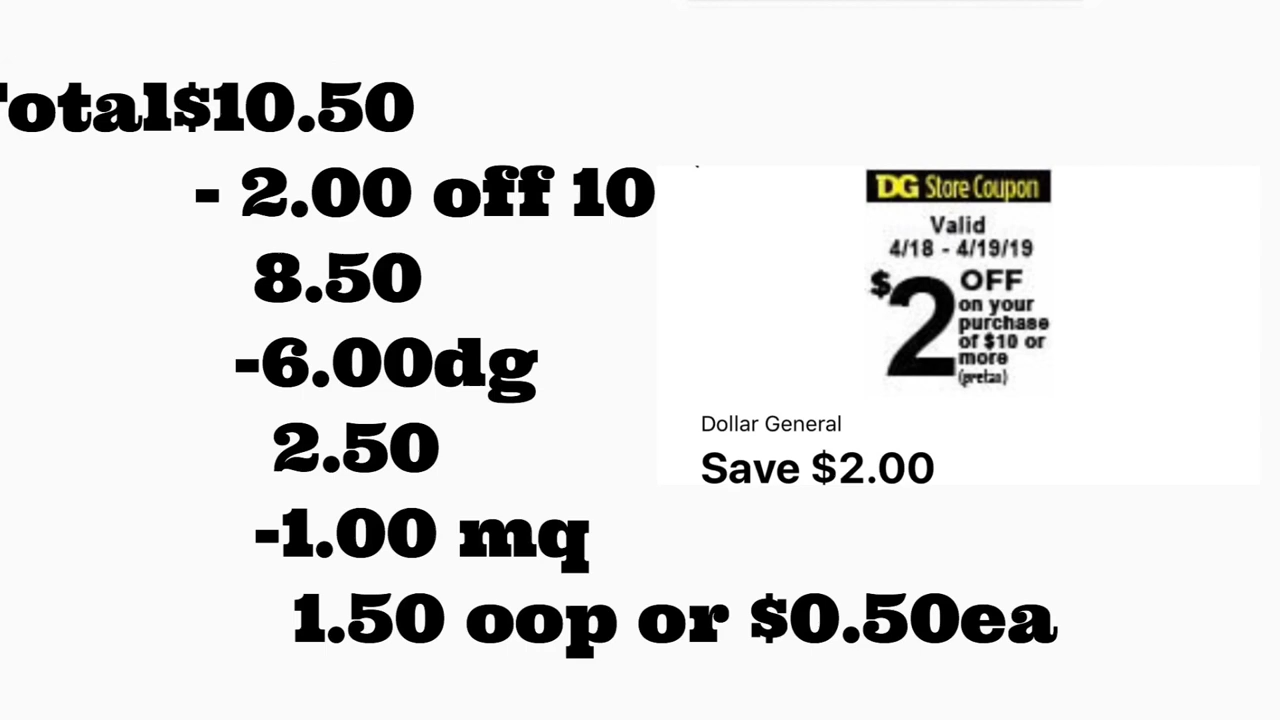 Total$10.50
- 2.00 off 10
8.50
-6.00dg
2.50
-1.00 mq
1.50 oop or $0.50ea
DG Store Coupon
Valid
4/18 - 4/19/19
$2 OFF
on your
purchase
of $10 or
more
(pretax)
Dollar General
Save $2.00